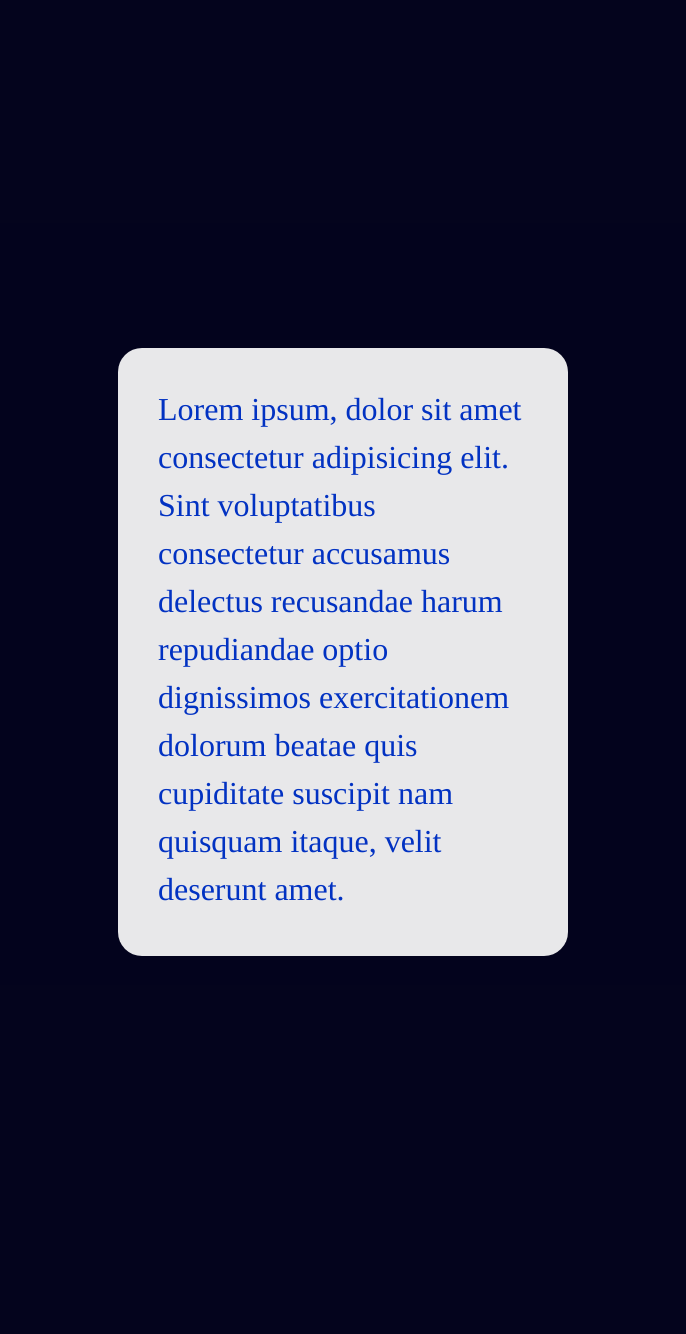 Lorem ipsum, dolor sit amet
consectetur adipisicing elit.
Sint voluptatibus
consectetur accusamus
delectus recusandae harum
repudiandae optio
dignissimos exercitationem
dolorum beatae quis
cupiditate suscipit nam
quisquam itaque, velit
deserunt amet.